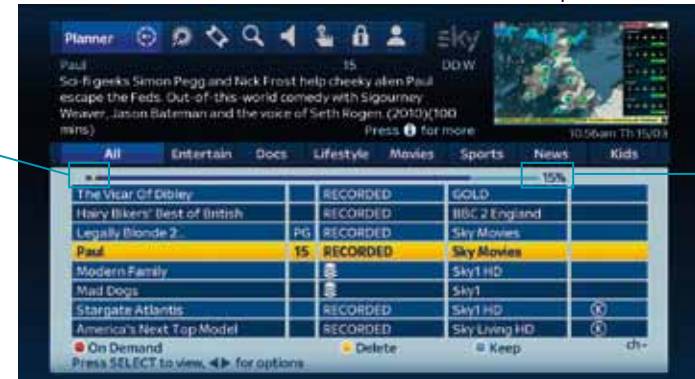 Planner
sky
Paul 15 DD.W
Sci-fi geeks Simon Pegg and Nick Frost help cheeky alien Paul
escape the Feds. Out-of-this-world comedy with Sigourney
Weaver, Jason Bateman and the voice of Seth Rogen. (2010)(100
mins) Press i for more
10.56am Th 15/03
All Entertain Docs Lifestyle Movies Sports News Kids
15%
The Vicar Of Dibley RECORDED GOLD
Hairy Bikers' Best of British RECORDED BBC 2 England
Legally Blonde 2.. PG RECORDED Sky Movies
Paul 15 RECORDED Sky Movies
Modern Family Sky1 HD
Mad Dogs Sky1
Stargate Atlantis RECORDED Sky1 HD K
America's Next Top Model RECORDED Sky Living HD K
On Demand Delete Keep ch-
Press SELECT to view, ◄► for options